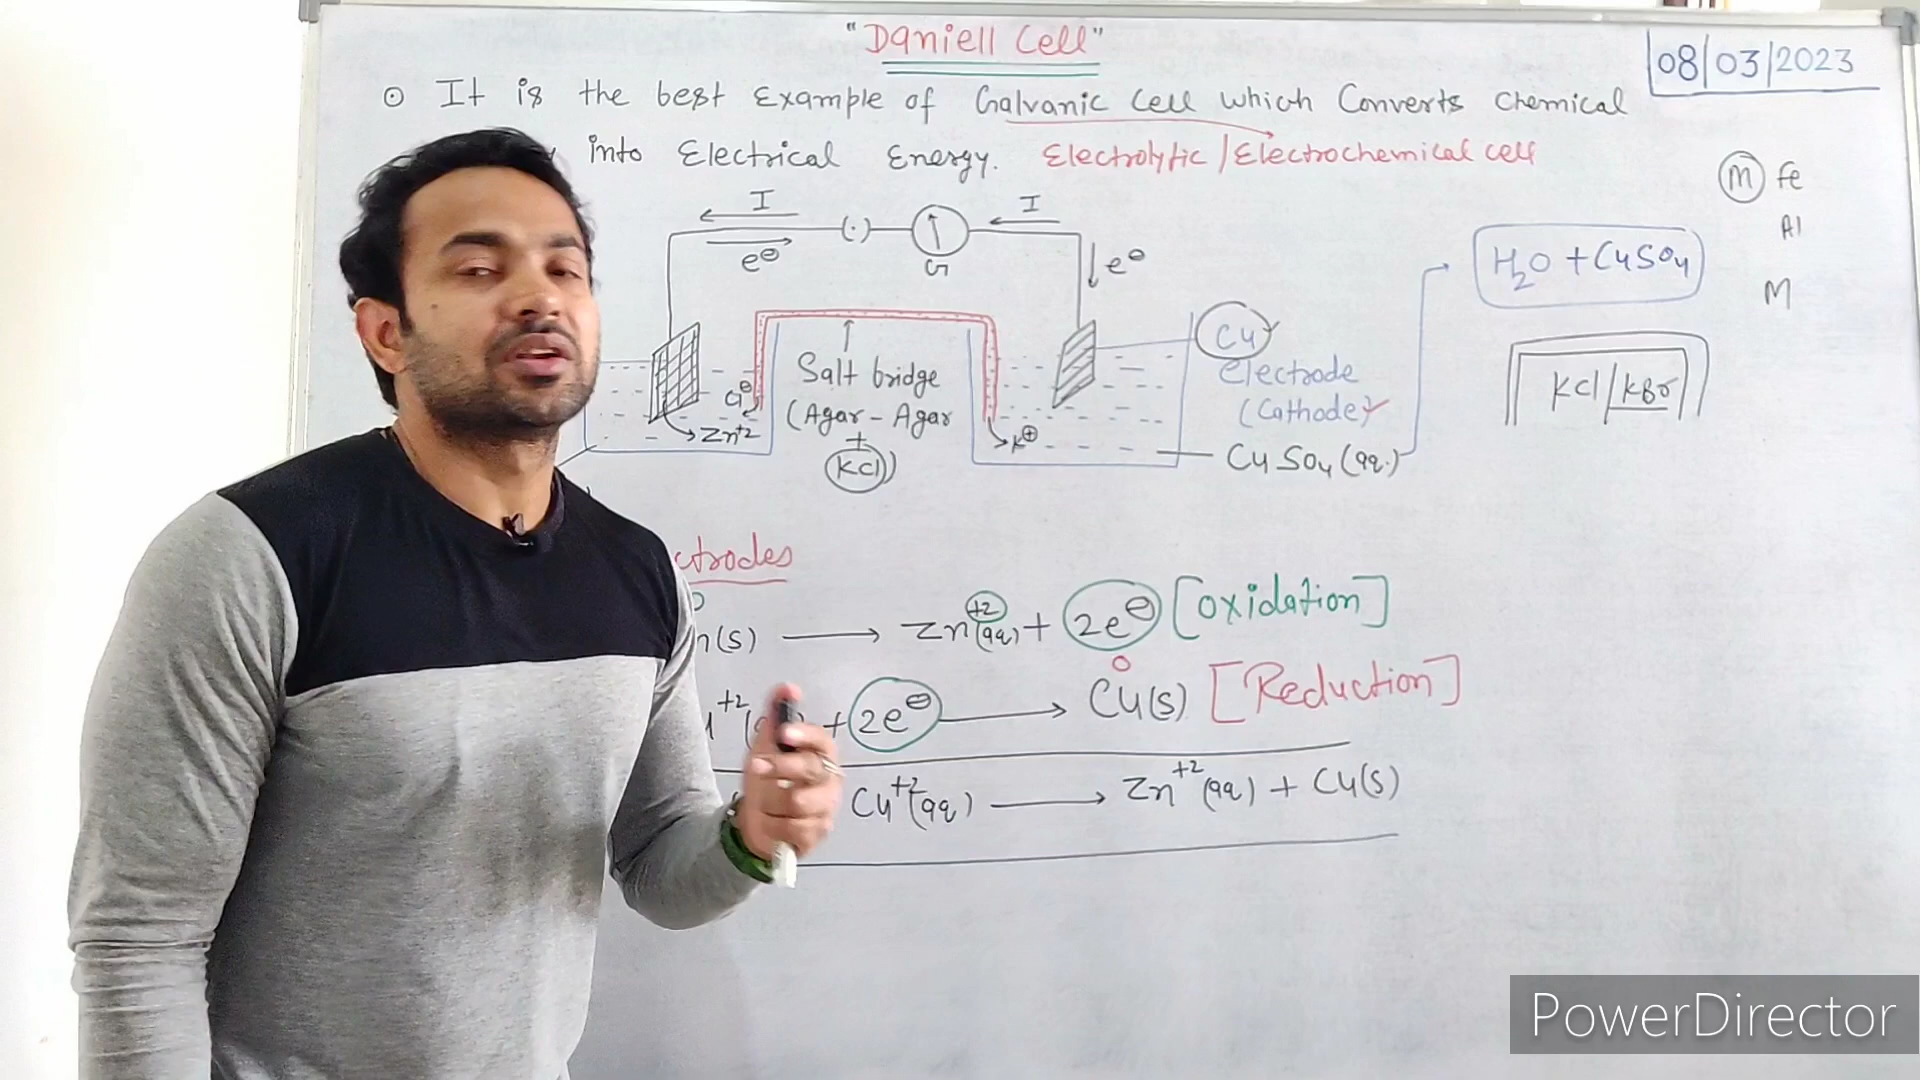 "Daniell Cell"
08/03/2023
⊙ It is the best Example of Galvanic Cell which Converts Chemical
into Electrical Energy. Electrolytic/Electrochemical cell
M Fe
Al
M
I
I
e⊖
(·)
G
e⊖
H2O + CuSO4
Cu
Electrode
(Cathode)
Salt bridge
(Agar-Agar
+
KCl)
Cl⊖
Zn+2
K⊕
CuSO4(aq.)
KCl/KBr
ctrodes
n(s) → Zn+2(aq) + 2e⊖ [oxidation]
+2 + 2e⊖ → Cu(s) [Reduction]
0
Cu+2(aq) → Zn+2(aq) + Cu(s)
PowerDirector